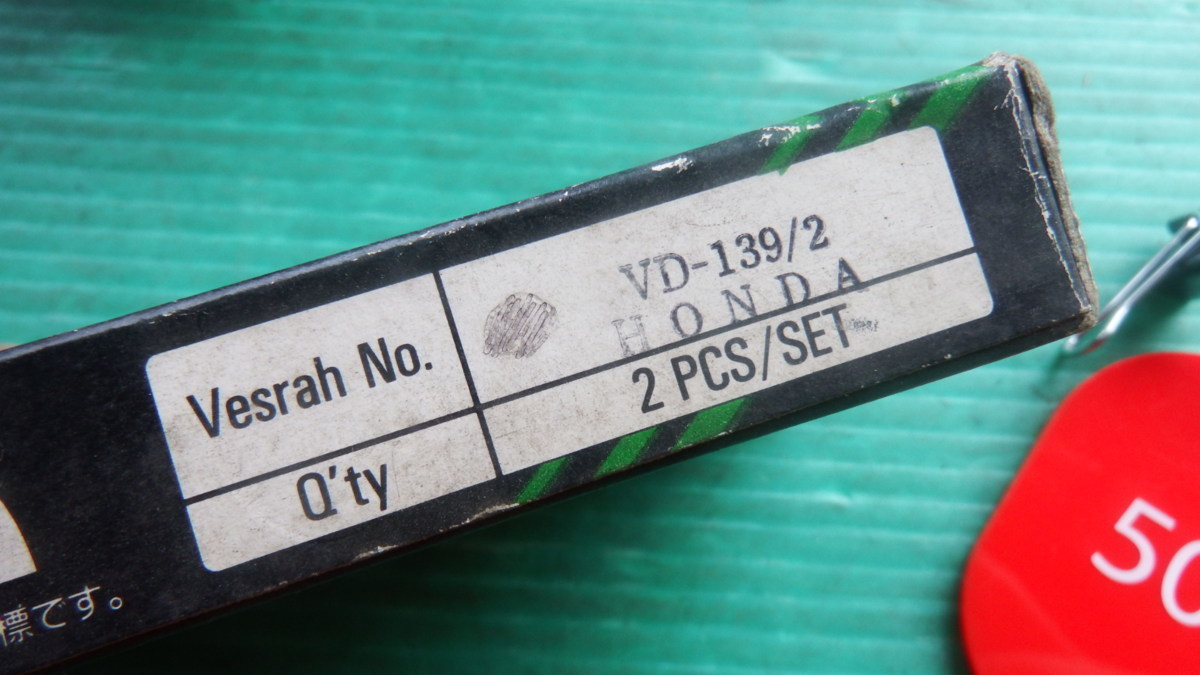 Vesrah No.
VD-139/2
HONDA
Q'ty
2 PCS/SET
標です。
50